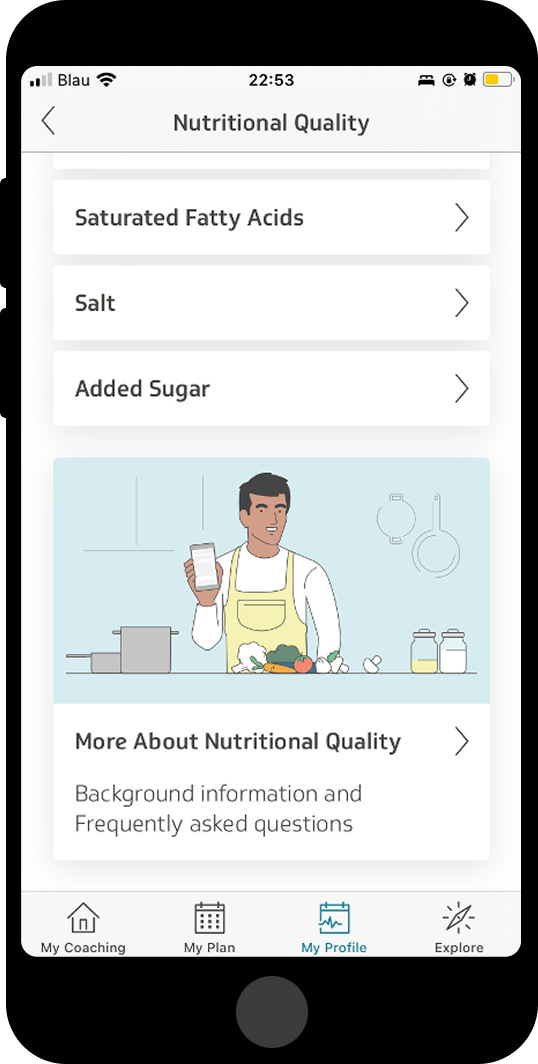 Blau
22:53
Nutritional Quality
Saturated Fatty Acids
Salt
Added Sugar
More About Nutritional Quality
Background information and
Frequently asked questions
My Coaching
My Plan
My Profile
Explore